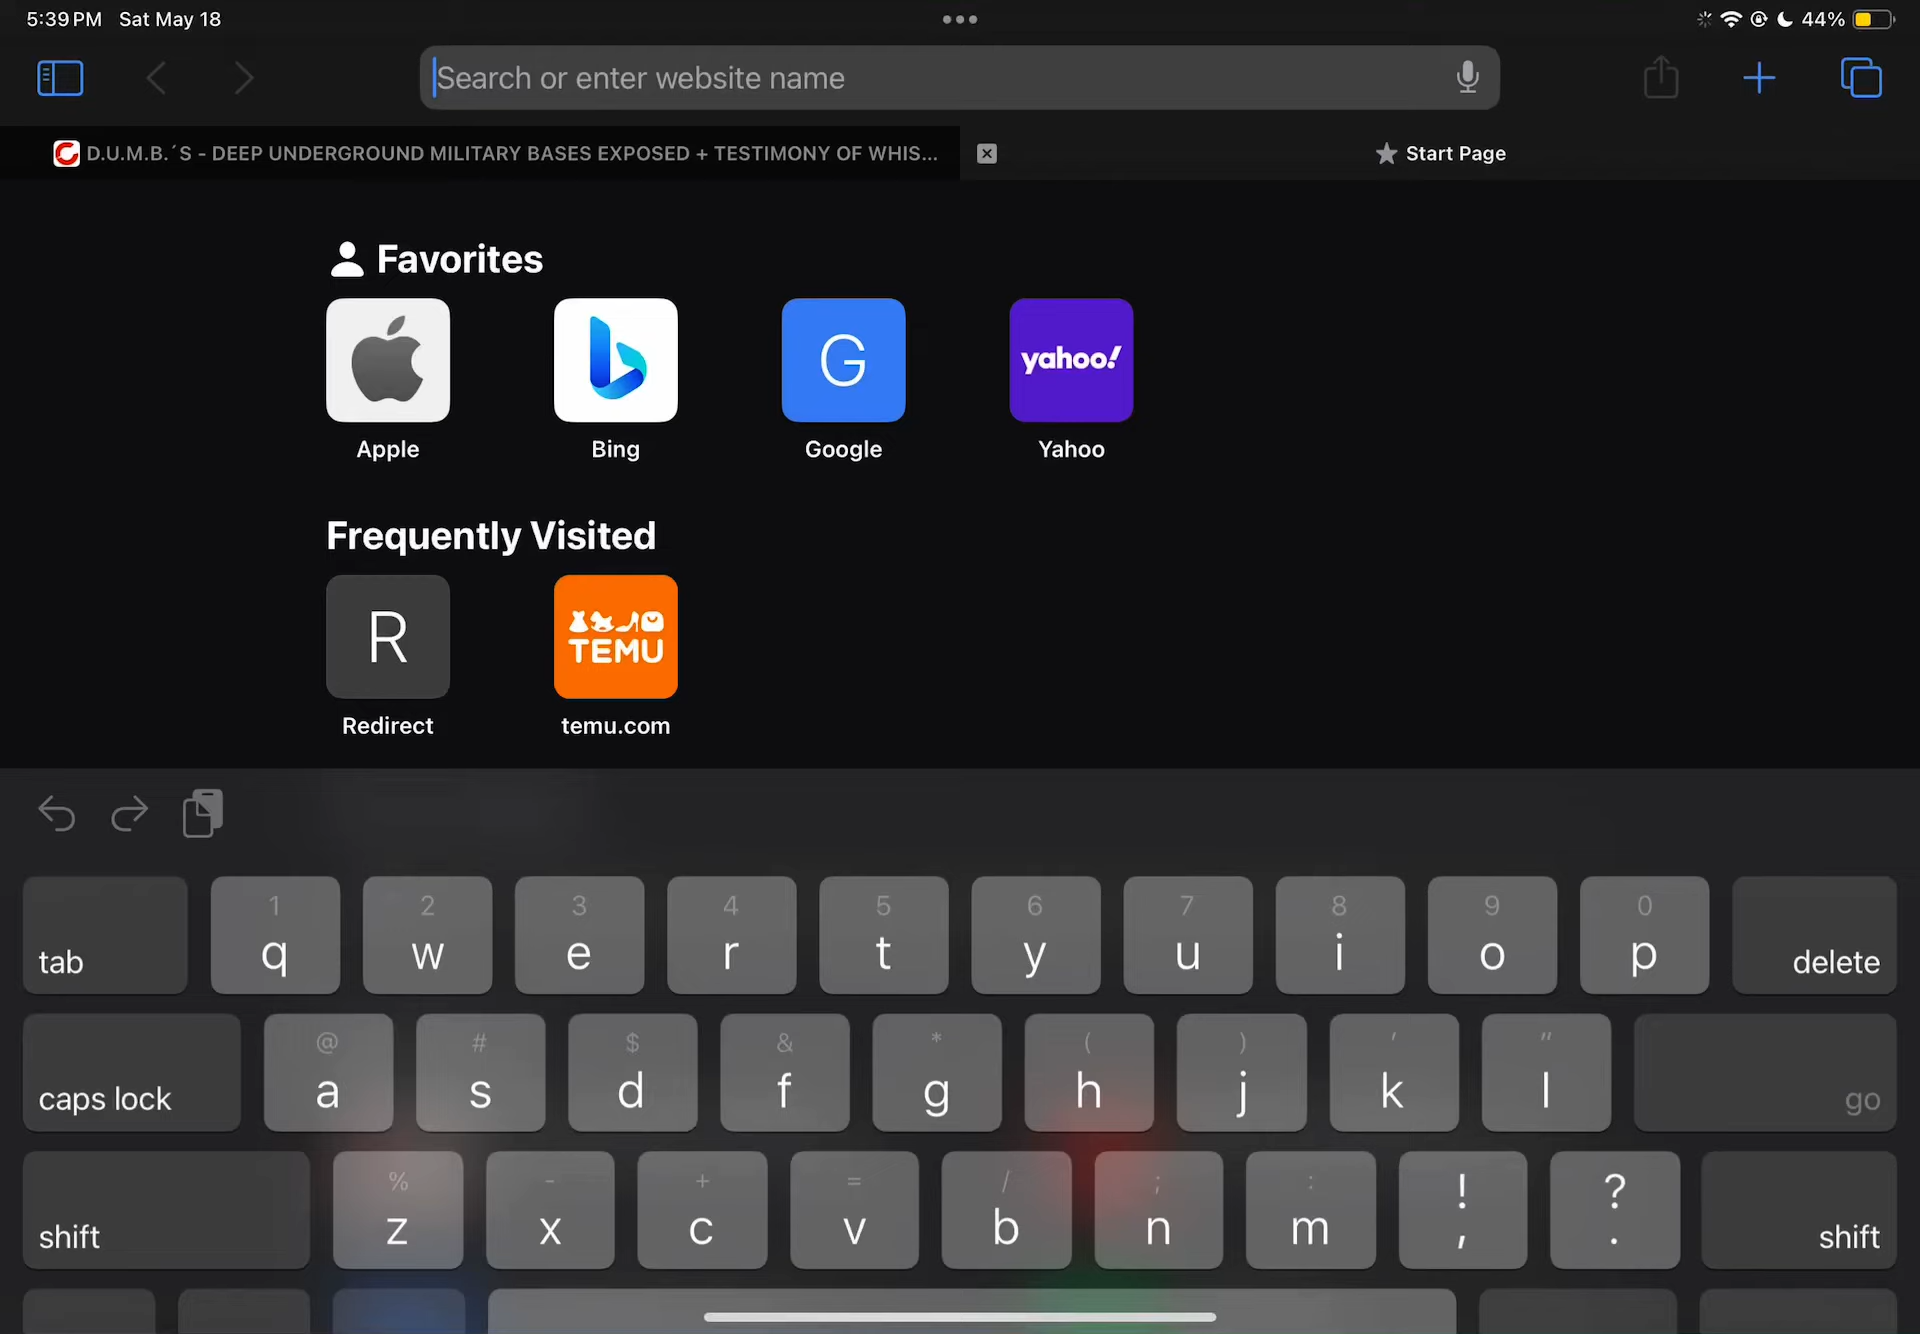 5:39 PM Sat May 18
44%
Search or enter website name
D.U.M.B.´S - DEEP UNDERGROUND MILITARY BASES EXPOSED + TESTIMONY OF WHIS...
Start Page
Favorites
G
yahoo!
Apple
Bing
Google
Yahoo
Frequently Visited
R
TEMU
Redirect
temu.com
1 2 3 4 5 6 7 8 9 0
tab q w e r t y u i o p delete
@ # $ & * ( ) ' "
caps lock a s d f g h j k l go
% - + = / ; : ! ?
shift z x c v b n m , . shift